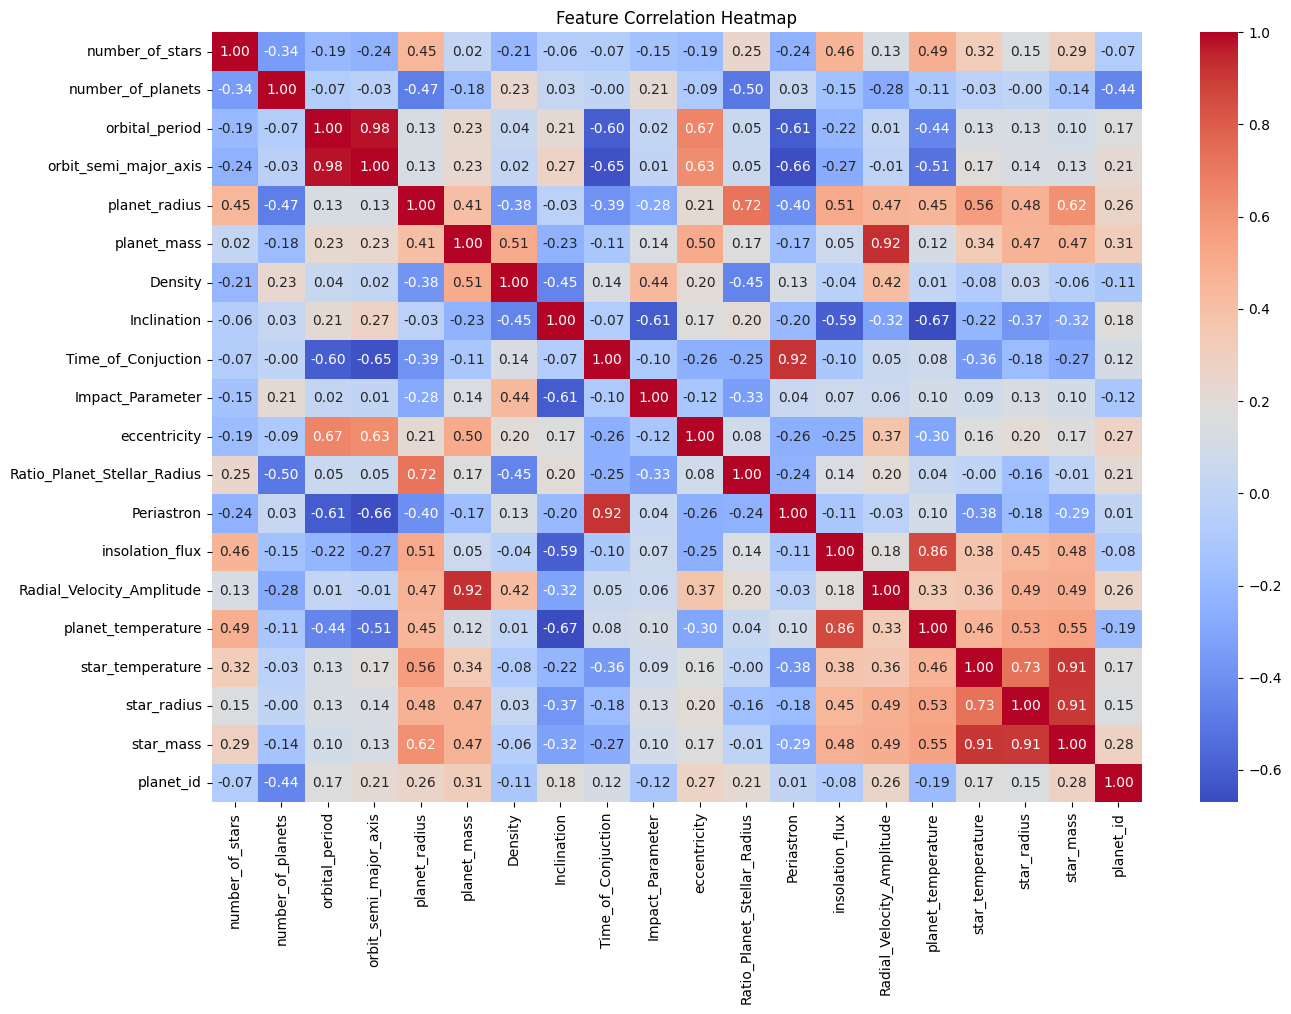 Feature Correlation Heatmap
number_of_stars 1.00 -0.34 -0.19 -0.24 0.45 0.02 -0.21 -0.06 -0.07 -0.15 -0.19 0.25 -0.24 0.46 0.13 0.49 0.32 0.15 0.29 -0.07
number_of_planets -0.34 1.00 -0.07 -0.03 -0.47 -0.18 0.23 0.03 -0.00 0.21 -0.09 -0.50 0.03 -0.15 -0.28 -0.11 -0.03 -0.00 -0.14 -0.44
orbital_period -0.19 -0.07 1.00 0.98 0.13 0.23 0.04 0.21 -0.60 0.02 0.67 0.05 -0.61 -0.22 0.01 -0.44 0.13 0.13 0.10 0.17
orbit_semi_major_axis -0.24 -0.03 0.98 1.00 0.13 0.23 0.02 0.27 -0.65 0.01 0.63 0.05 -0.66 -0.27 -0.01 -0.51 0.17 0.14 0.13 0.21
planet_radius 0.45 -0.47 0.13 0.13 1.00 0.41 -0.38 -0.03 -0.39 -0.28 0.21 0.72 -0.40 0.51 0.47 0.45 0.56 0.48 0.62 0.26
planet_mass 0.02 -0.18 0.23 0.23 0.41 1.00 0.51 -0.23 -0.11 0.14 0.50 0.17 -0.17 0.05 0.92 0.12 0.34 0.47 0.47 0.31
Density -0.21 0.23 0.04 0.02 -0.38 0.51 1.00 -0.45 0.14 0.44 0.20 -0.45 0.13 -0.04 0.42 0.01 -0.08 0.03 -0.06 -0.11
Inclination -0.06 0.03 0.21 0.27 -0.03 -0.23 -0.45 1.00 -0.07 -0.61 0.17 0.20 -0.20 -0.59 -0.32 -0.67 -0.22 -0.37 -0.32 0.18
Time_of_Conjuction -0.07 -0.00 -0.60 -0.65 -0.39 -0.11 0.14 -0.07 1.00 -0.10 -0.26 -0.25 0.92 -0.10 0.05 0.08 -0.36 -0.18 -0.27 0.12
Impact_Parameter -0.15 0.21 0.02 0.01 -0.28 0.14 0.44 -0.61 -0.10 1.00 -0.12 -0.33 0.04 0.07 0.06 0.10 0.09 0.13 0.10 -0.12
eccentricity -0.19 -0.09 0.67 0.63 0.21 0.50 0.20 0.17 -0.26 -0.12 1.00 0.08 -0.26 -0.25 0.37 -0.30 0.16 0.20 0.17 0.27
Ratio_Planet_Stellar_Radius 0.25 -0.50 0.05 0.05 0.72 0.17 -0.45 0.20 -0.25 -0.33 0.08 1.00 -0.24 0.14 0.20 0.04 -0.00 -0.16 -0.01 0.21
Periastron -0.24 0.03 -0.61 -0.66 -0.40 -0.17 0.13 -0.20 0.92 0.04 -0.26 -0.24 1.00 -0.11 -0.03 0.10 -0.38 -0.18 -0.29 0.01
insolation_flux 0.46 -0.15 -0.22 -0.27 0.51 0.05 -0.04 -0.59 -0.10 0.07 -0.25 0.14 -0.11 1.00 0.18 0.86 0.38 0.45 0.48 -0.08
Radial_Velocity_Amplitude 0.13 -0.28 0.01 -0.01 0.47 0.92 0.42 -0.32 0.05 0.06 0.37 0.20 -0.03 0.18 1.00 0.33 0.36 0.49 0.49 0.26
planet_temperature 0.49 -0.11 -0.44 -0.51 0.45 0.12 0.01 -0.67 0.08 0.10 -0.30 0.04 0.10 0.86 0.33 1.00 0.46 0.53 0.55 -0.19
star_temperature 0.32 -0.03 0.13 0.17 0.56 0.34 -0.08 -0.22 -0.36 0.09 0.16 -0.00 -0.38 0.38 0.36 0.46 1.00 0.73 0.91 0.17
star_radius 0.15 -0.00 0.13 0.14 0.48 0.47 0.03 -0.37 -0.18 0.13 0.20 -0.16 -0.18 0.45 0.49 0.53 0.73 1.00 0.91 0.15
star_mass 0.29 -0.14 0.10 0.13 0.62 0.47 -0.06 -0.32 -0.27 0.10 0.17 -0.01 -0.29 0.48 0.49 0.55 0.91 0.91 1.00 0.28
planet_id -0.07 -0.44 0.17 0.21 0.26 0.31 -0.11 0.18 0.12 -0.12 0.27 0.21 0.01 -0.08 0.26 -0.19 0.17 0.15 0.28 1.00
number_of_stars
number_of_planets
orbital_period
orbit_semi_major_axis
planet_radius
planet_mass
Density
Inclination
Time_of_Conjuction
Impact_Parameter
eccentricity
Ratio_Planet_Stellar_Radius
Periastron
insolation_flux
Radial_Velocity_Amplitude
planet_temperature
star_temperature
star_radius
star_mass
planet_id
1.0
0.8
0.6
0.4
0.2
0.0
−0.2
−0.4
−0.6